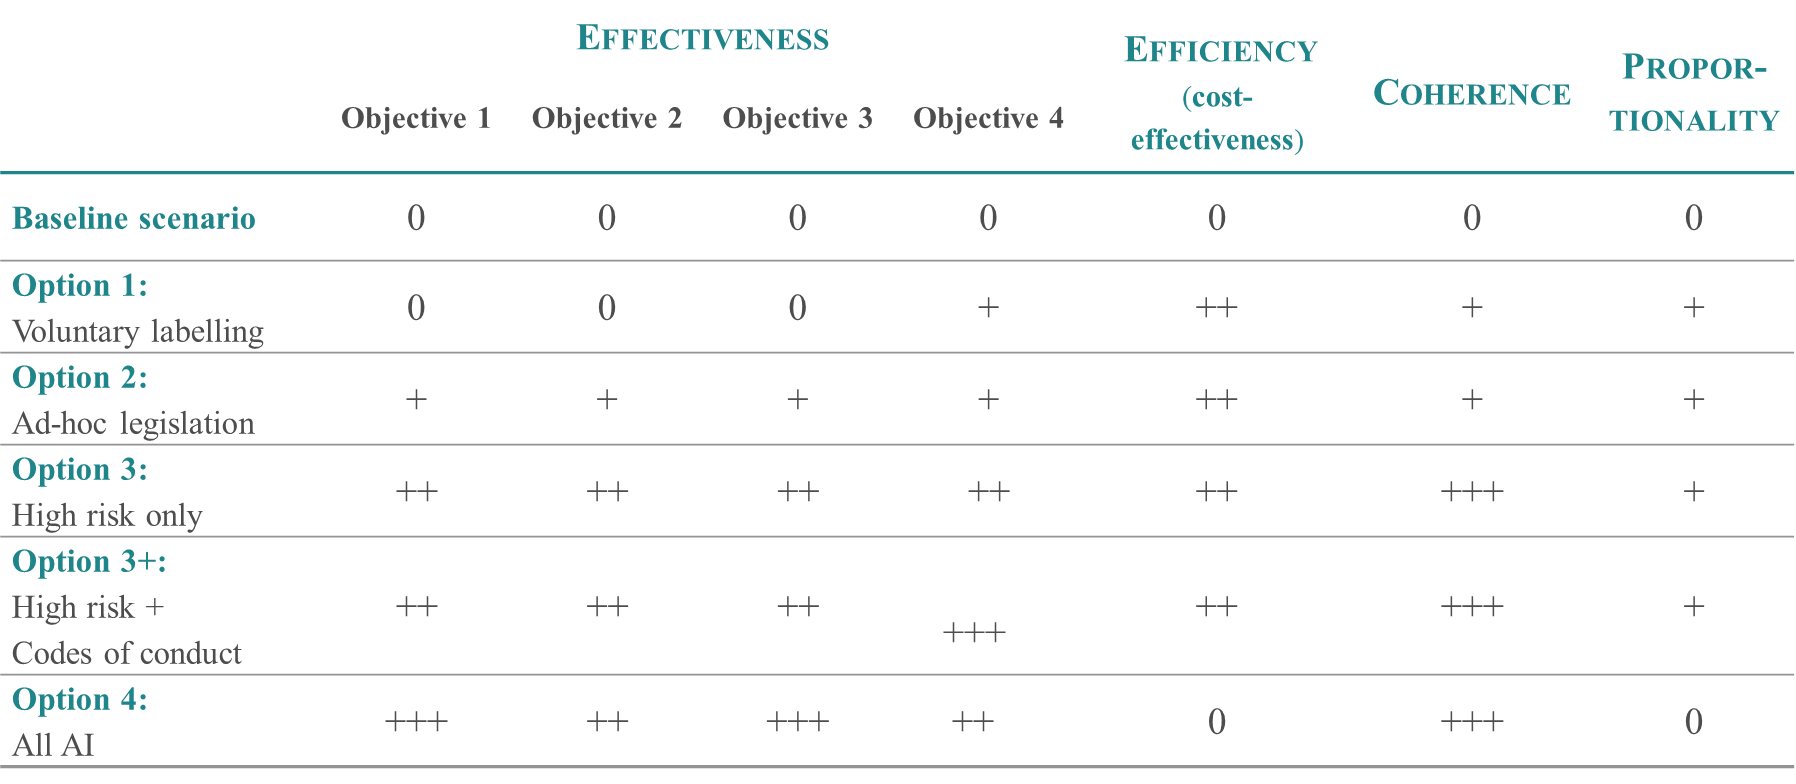 EFFECTIVENESS
EFFICIENCY
(cost-
effectiveness)
COHERENCE
PROPOR-
TIONALITY
Objective 1 Objective 2 Objective 3 Objective 4
Baseline scenario 0 0 0 0 0 0 0
Option 1:
Voluntary labelling 0 0 0 + ++ + +
Option 2:
Ad-hoc legislation + + + + ++ + +
Option 3:
High risk only ++ ++ ++ ++ ++ +++ +
Option 3+:
High risk + ++ ++ ++ +++ ++ +++ +
Codes of conduct
Option 4:
All AI +++ ++ +++ ++ 0 +++ 0